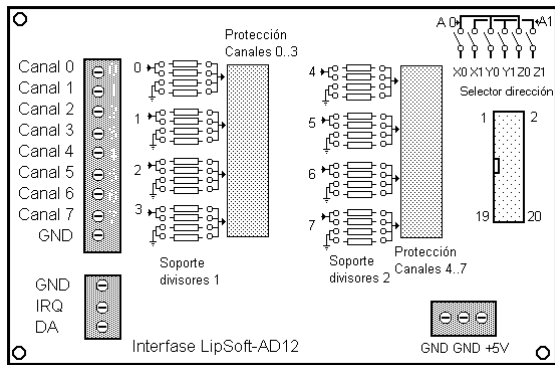 Protección
Canales 0..3
A0
A1
X0 X1 Y0 Y1 Z0 Z1
Selector dirección
Canal 0
Canal 1
Canal 2
Canal 3
Canal 4
Canal 5
Canal 6
Canal 7
GND
0
1
2
3
4
5
6
7
1 2
19 20
Soporte
divisores 1
Soporte
divisores 2
Protección
Canales 4..7
GND
IRQ
DA
Interfase LipSoft-AD12
GND GND +5V